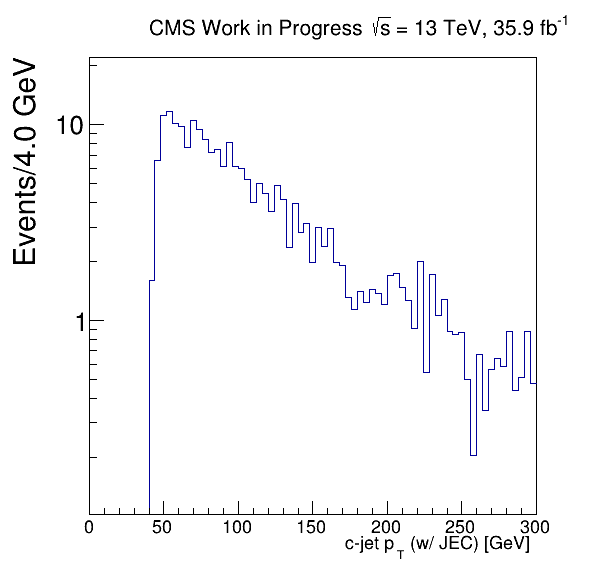 CMS Work in Progress √s = 13 TeV, 35.9 fb⁻¹
Events/4.0 GeV
10
1
0 50 100 150 200 250 300
c-jet p_T (w/ JEC) [GeV]